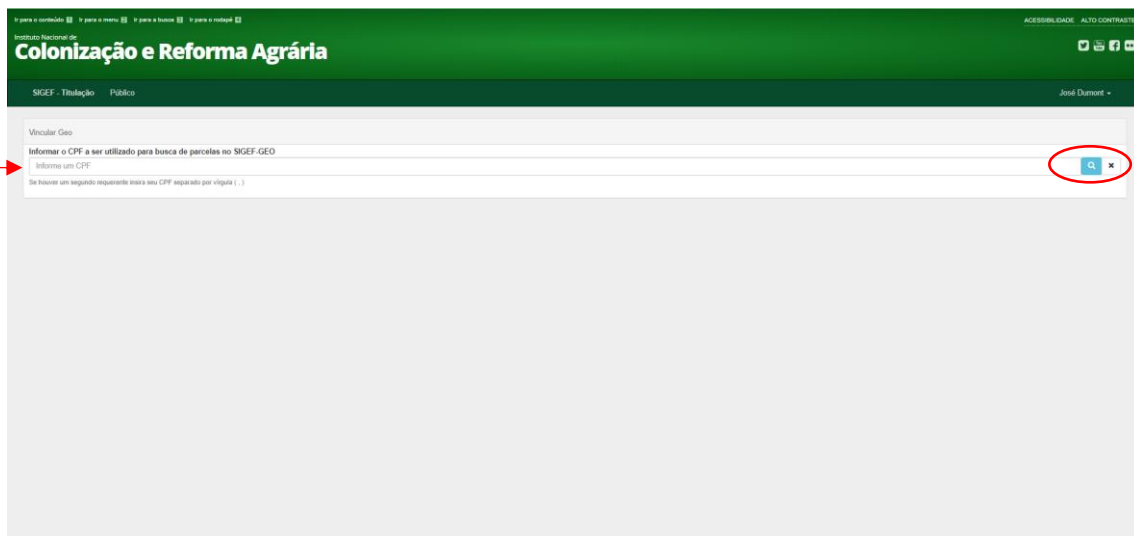 Ir para o conteúdo 1 Ir para o menu 2 Ir para a busca 3 Ir para o rodapé 4
ACESSIBILIDADE ALTO CONTRASTE
Instituto Nacional de
Colonização e Reforma Agrária
SIGEF - Titulação Público
José Dumont
Vincular Geo
Informar o CPF a ser utilizado para busca de parcelas no SIGEF-GEO
Informe um CPF
Se houver um segundo requerente insira seu CPF separado por vírgula ( , )